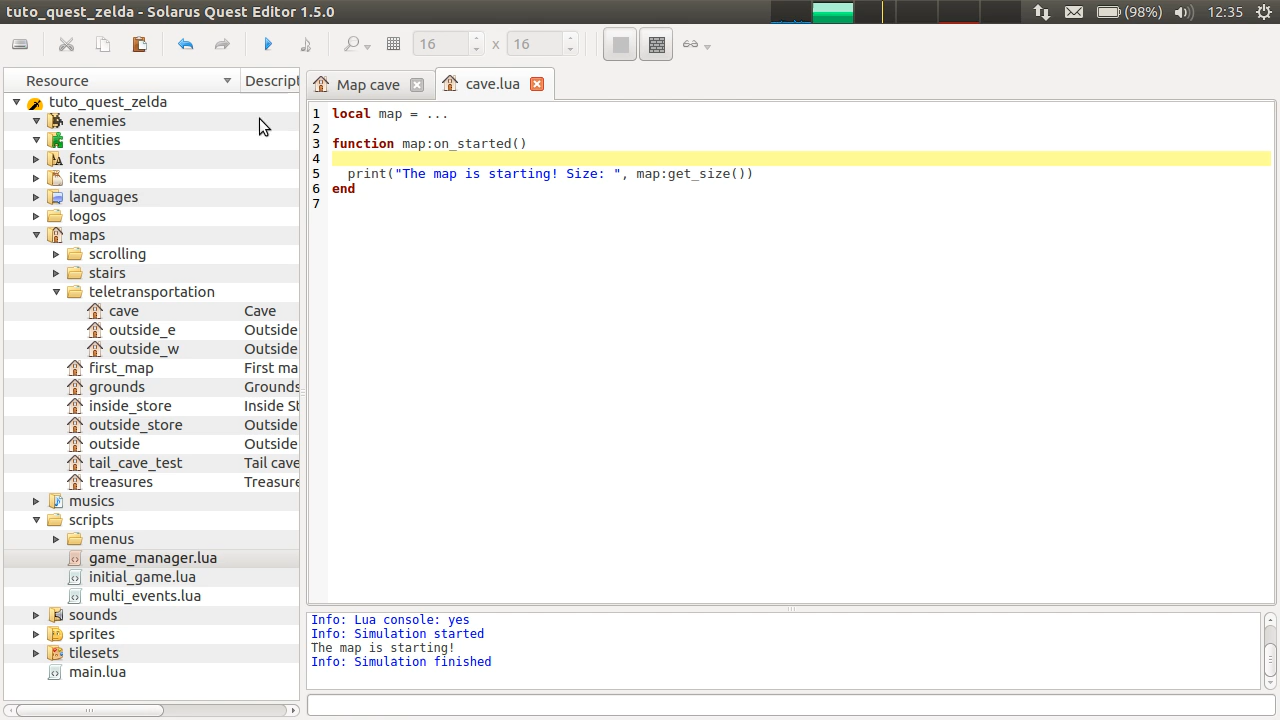 tuto_quest_zelda - Solarus Quest Editor 1.5.0
(98%)
12:35
16 x 16
Resource
Descript
tuto_quest_zelda
enemies
entities
fonts
items
languages
logos
maps
scrolling
stairs
teletransportation
cave Cave
outside_e Outside
outside_w Outside
first_map First ma
grounds Grounds
inside_store Inside St
outside_store Outside
outside Outside
tail_cave_test Tail cave
treasures Treasure
musics
scripts
menus
game_manager.lua
initial_game.lua
multi_events.lua
sounds
sprites
tilesets
main.lua
Map cave
cave.lua
1 local map = ...
2
3 function map:on_started()
4
5   print("The map is starting! Size: ", map:get_size())
6 end
7
Info: Lua console: yes
Info: Simulation started
The map is starting!
Info: Simulation finished